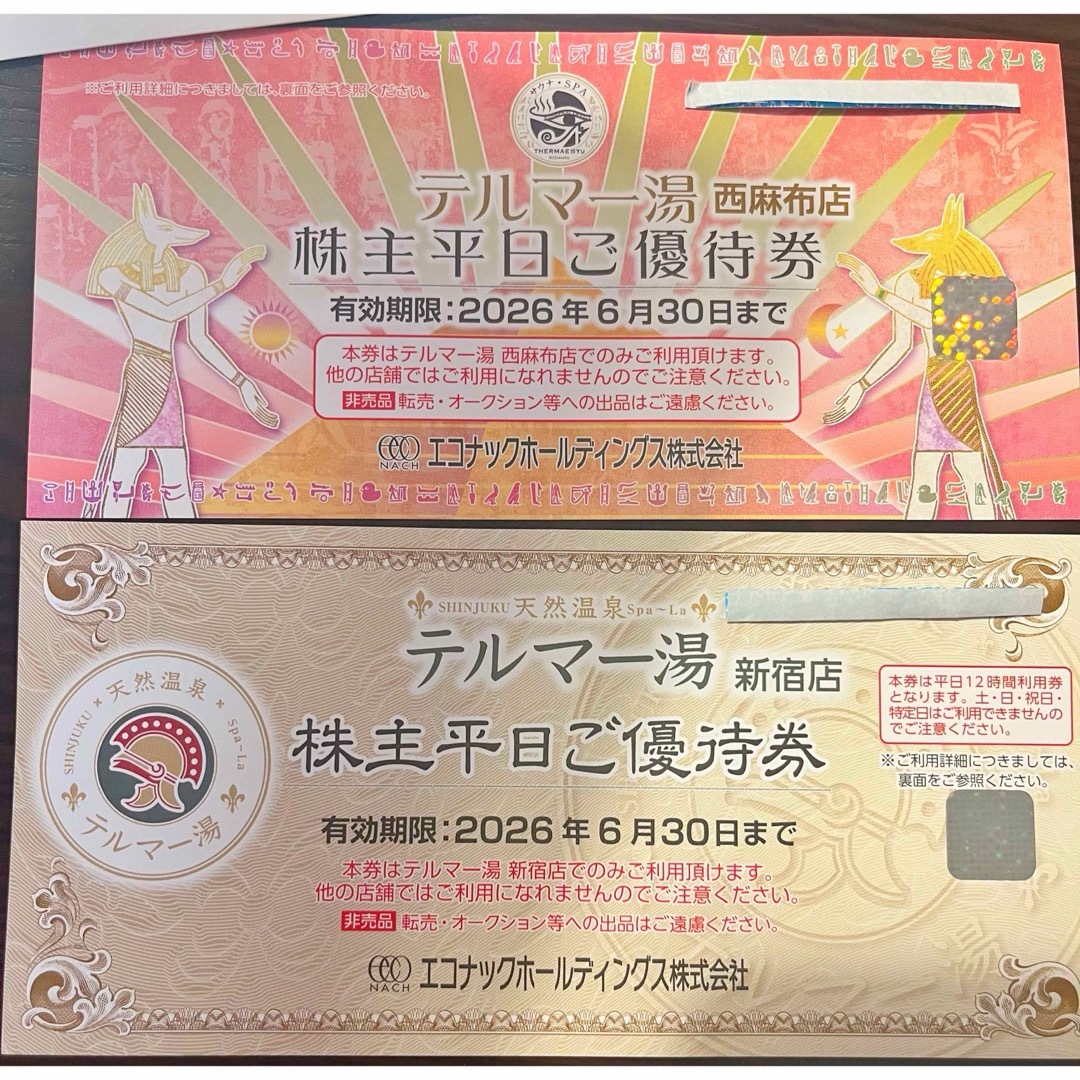 ※ご利用詳細につきましては、裏面をご参照ください。
サウナ・SPA
THERMAE湯YU
テルマー湯 西麻布店
株主平日ご優待券
有効期限：2026年6月30日まで
本券はテルマー湯 西麻布店でのみご利用頂けます。
他の店舗ではご利用になれませんのでご注意ください。
非売品 転売・オークション等への出品はご遠慮ください。
ECO NACH エコナックホールディングス株式会社
SHINJUKU 天然温泉 Spa~La
テルマー湯 新宿店
株主平日ご優待券
本券は平日12時間利用券
となります。土・日・祝日・
特定日はご利用できませんの
でご注意ください。
※ご利用詳細につきましては、
裏面をご参照ください。
SHINJUKU 天然温泉 Spa~La
テルマー湯
有効期限：2026年6月30日まで
本券はテルマー湯 新宿店でのみご利用頂けます。
他の店舗ではご利用になれませんのでご注意ください。
非売品 転売・オークション等への出品はご遠慮ください。
ECO NACH エコナックホールディングス株式会社